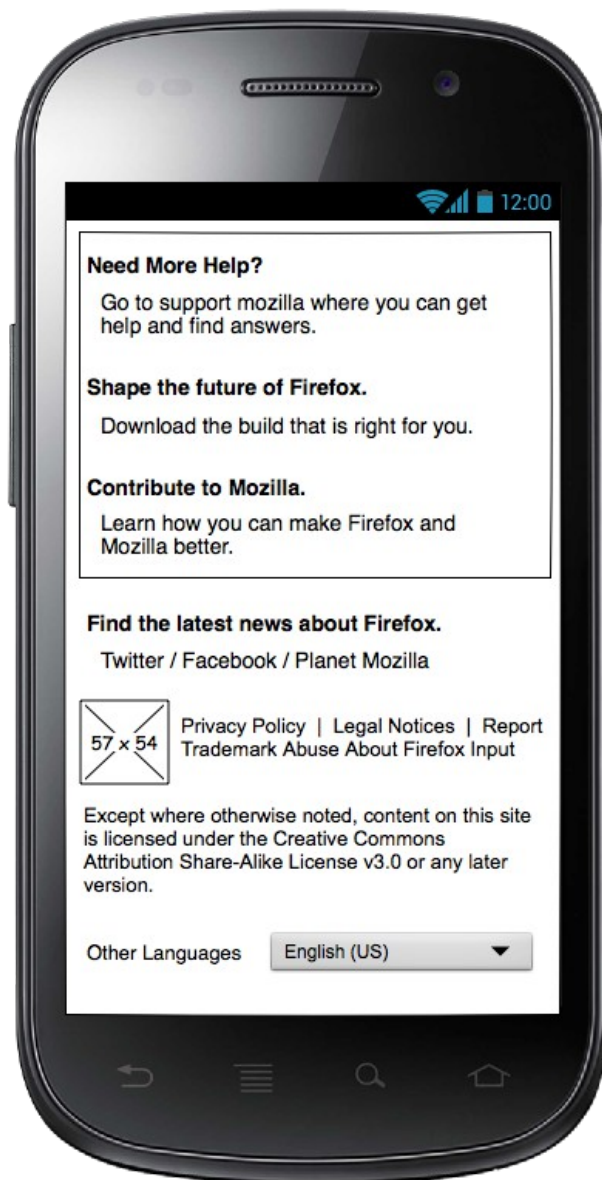 12:00
Need More Help?
Go to support mozilla where you can get
help and find answers.
Shape the future of Firefox.
Download the build that is right for you.
Contribute to Mozilla.
Learn how you can make Firefox and
Mozilla better.
Find the latest news about Firefox.
Twitter / Facebook / Planet Mozilla
57 x 54
Privacy Policy | Legal Notices | Report
Trademark Abuse About Firefox Input
Except where otherwise noted, content on this site
is licensed under the Creative Commons
Attribution Share-Alike License v3.0 or any later
version.
Other Languages English (US)